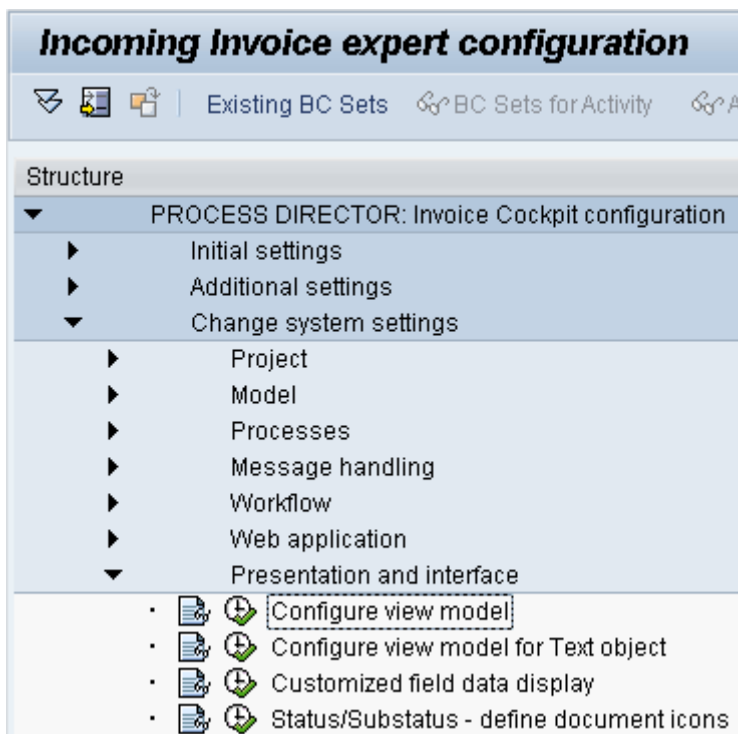 Incoming Invoice expert configuration
Existing BC Sets BC Sets for Activity
Structure
PROCESS DIRECTOR: Invoice Cockpit configuration
Initial settings
Additional settings
Change system settings
Project
Model
Processes
Message handling
Workflow
Web application
Presentation and interface
Configure view model
Configure view model for Text object
Customized field data display
Status/Substatus - define document icons